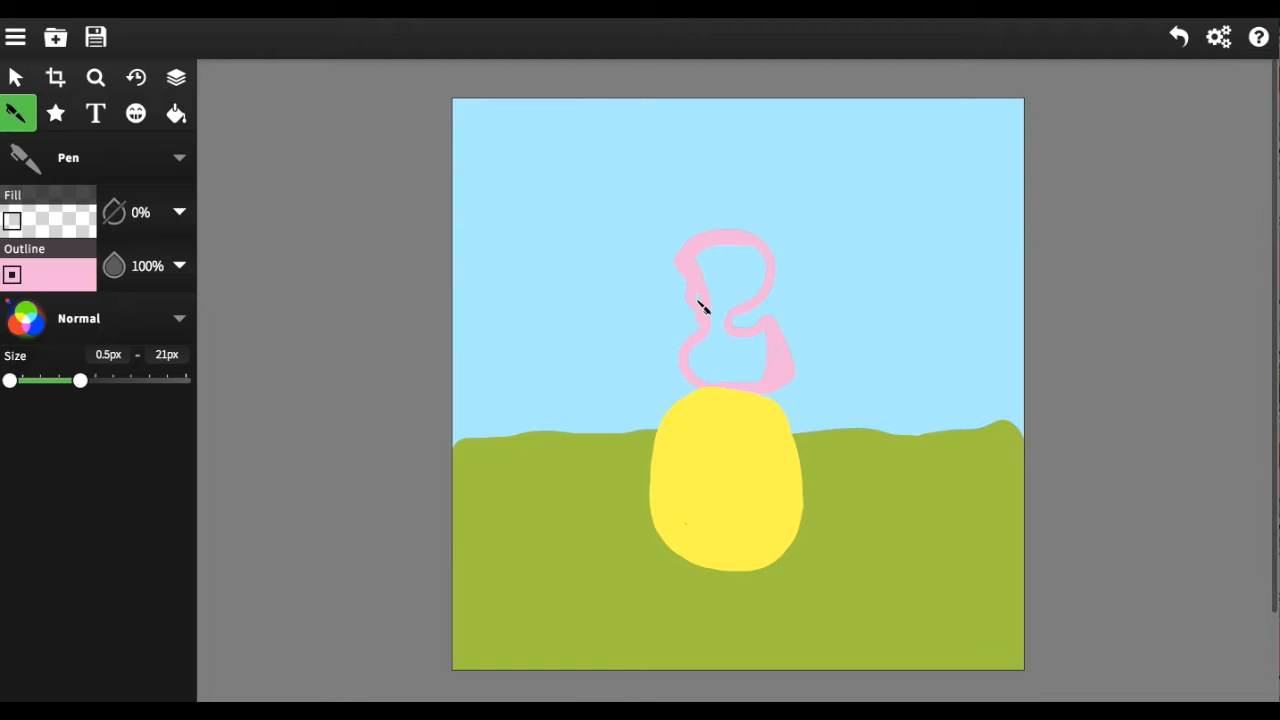 T
Pen
Fill
0%
Outline
100%
Normal
Size 0.5px - 21px